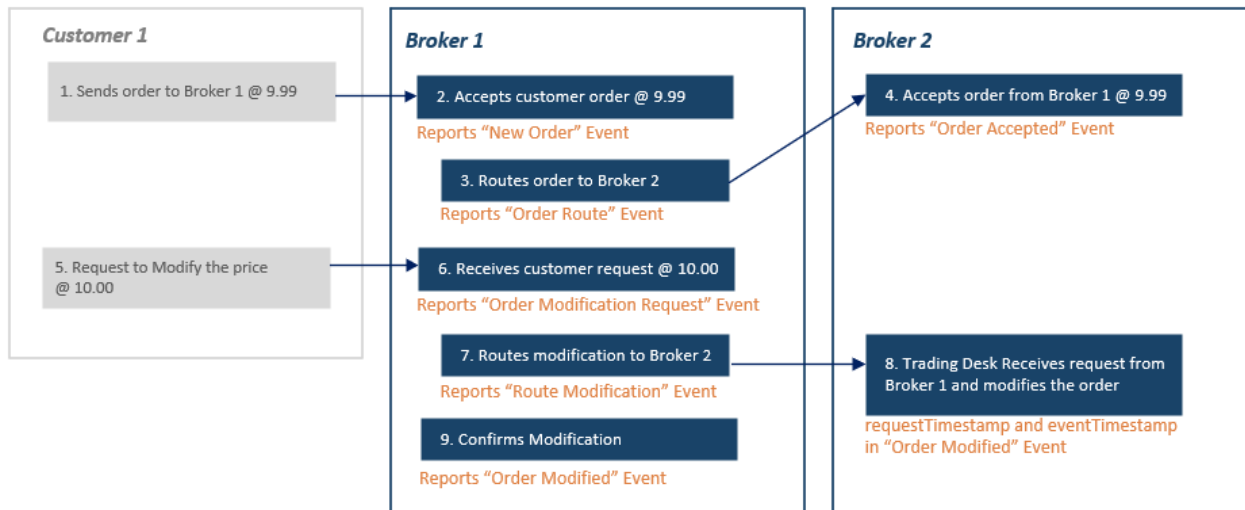 Customer 1
1. Sends order to Broker 1 @ 9.99
5. Request to Modify the price
@ 10.00
Broker 1
2. Accepts customer order @ 9.99
Reports “New Order” Event
3. Routes order to Broker 2
Reports “Order Route” Event
6. Receives customer request @ 10.00
Reports “Order Modification Request” Event
7. Routes modification to Broker 2
Reports “Route Modification” Event
9. Confirms Modification
Reports “Order Modified” Event
Broker 2
4. Accepts order from Broker 1 @ 9.99
Reports “Order Accepted” Event
8. Trading Desk Receives request from
Broker 1 and modifies the order
requestTimestamp and eventTimestamp
in “Order Modified” Event